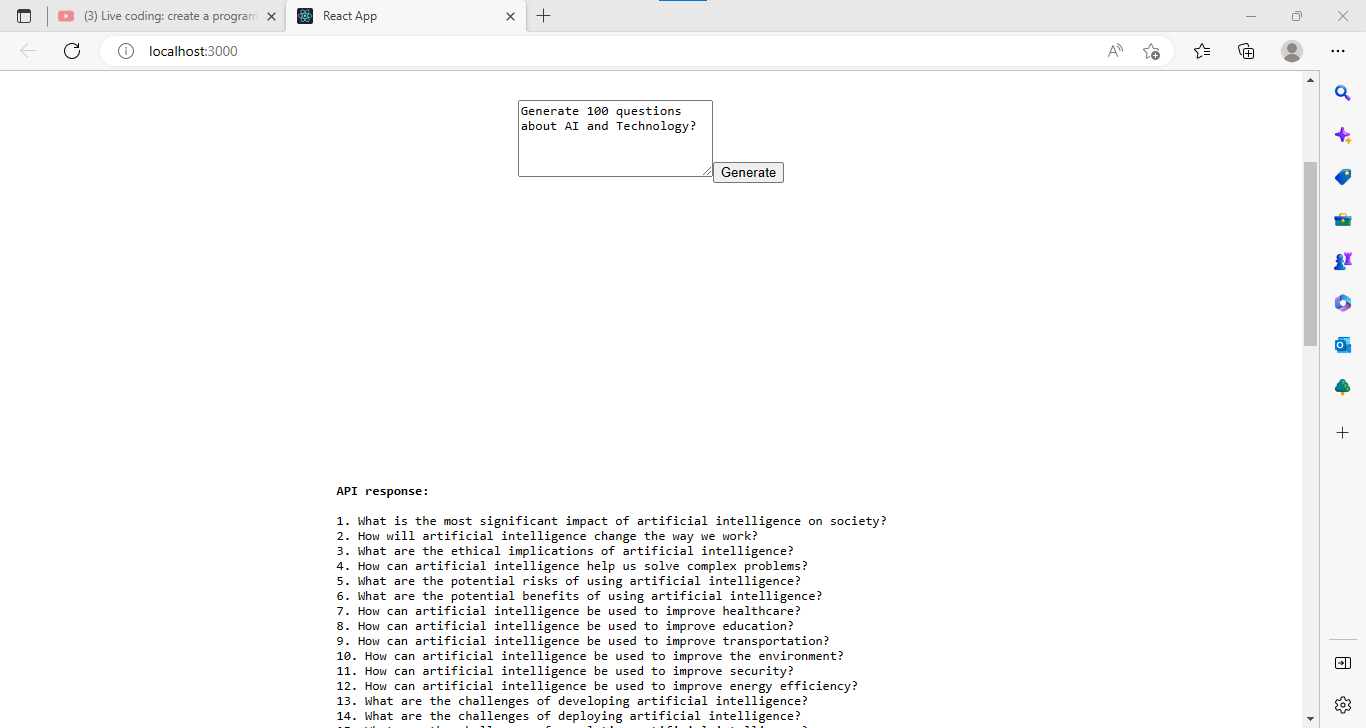 (3) Live coding: create a program
React App
localhost:3000
Generate 100 questions
about AI and Technology?
Generate
API response:
1. What is the most significant impact of artificial intelligence on society?
2. How will artificial intelligence change the way we work?
3. What are the ethical implications of artificial intelligence?
4. How can artificial intelligence help us solve complex problems?
5. What are the potential risks of using artificial intelligence?
6. What are the potential benefits of using artificial intelligence?
7. How can artificial intelligence be used to improve healthcare?
8. How can artificial intelligence be used to improve education?
9. How can artificial intelligence be used to improve transportation?
10. How can artificial intelligence be used to improve the environment?
11. How can artificial intelligence be used to improve security?
12. How can artificial intelligence be used to improve energy efficiency?
13. What are the challenges of developing artificial intelligence?
14. What are the challenges of deploying artificial intelligence?